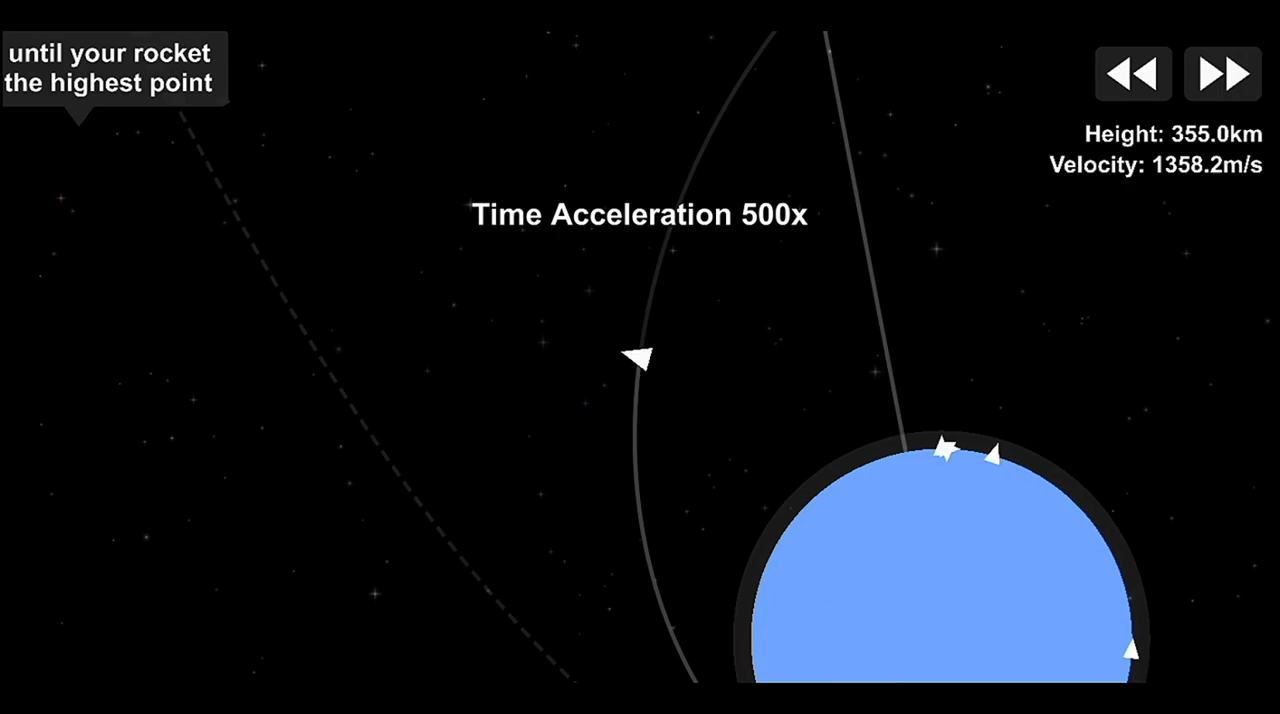 until your rocket
the highest point
Height: 355.0km
Velocity: 1358.2m/s
Time Acceleration 500x